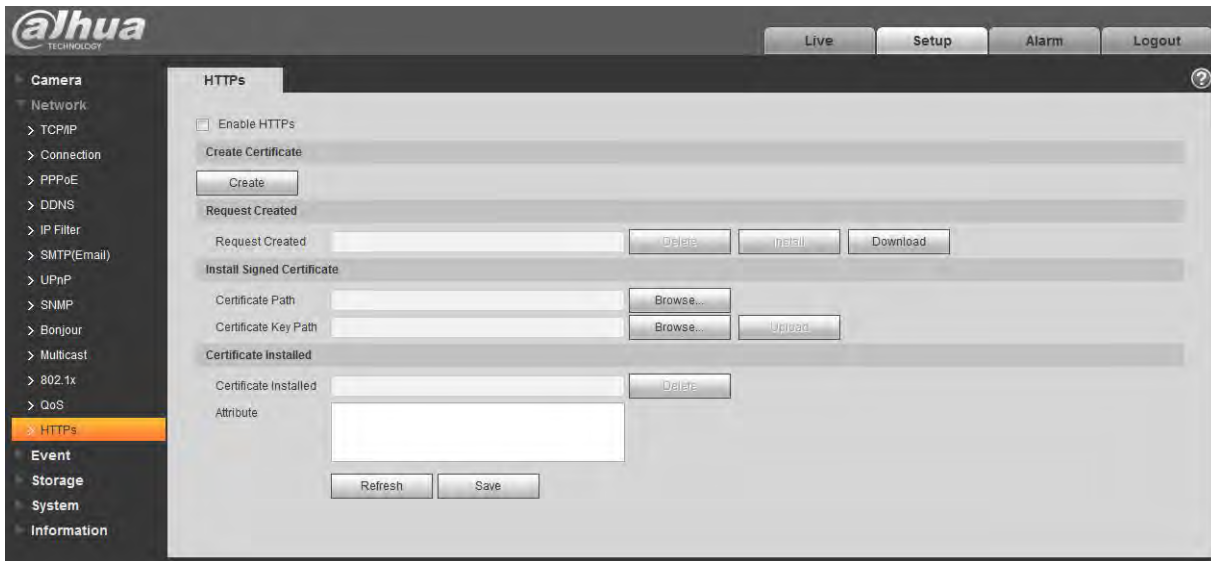 alhua
TECHNOLOGY
Live
Setup
Alarm
Logout
Camera
Network
TCP/IP
Connection
PPPoE
DDNS
IP Filter
SMTP(Email)
UPnP
SNMP
Bonjour
Multicast
802.1x
QoS
HTTPs
Event
Storage
System
Information
HTTPs
?
Enable HTTPs
Create Certificate
Create
Request Created
Request Created
Delete
Install
Download
Install Signed Certificate
Certificate Path
Browse...
Certificate Key Path
Browse...
Upload
Certificate Installed
Certificate Installed
Delete
Attribute
Refresh
Save